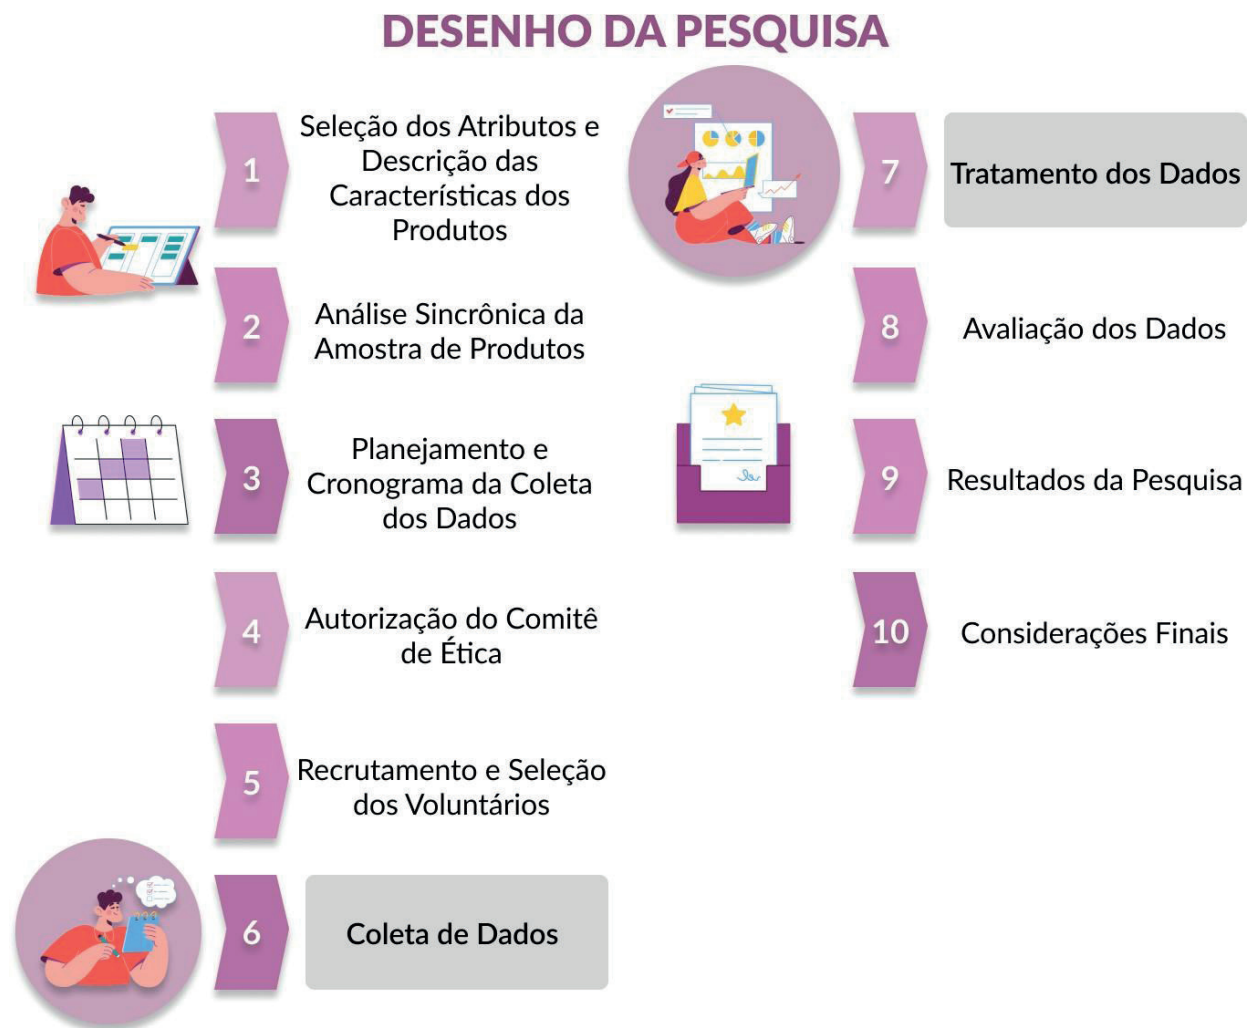 DESENHO DA PESQUISA
1
Seleção dos Atributos e
Descrição das
Características dos
Produtos
2
Análise Sincrônica da
Amostra de Produtos
3
Planejamento e
Cronograma da Coleta
dos Dados
4
Autorização do Comitê
de Ética
5
Recrutamento e Seleção
dos Voluntários
6
Coleta de Dados
7
Tratamento dos Dados
8
Avaliação dos Dados
9
Resultados da Pesquisa
10
Considerações Finais